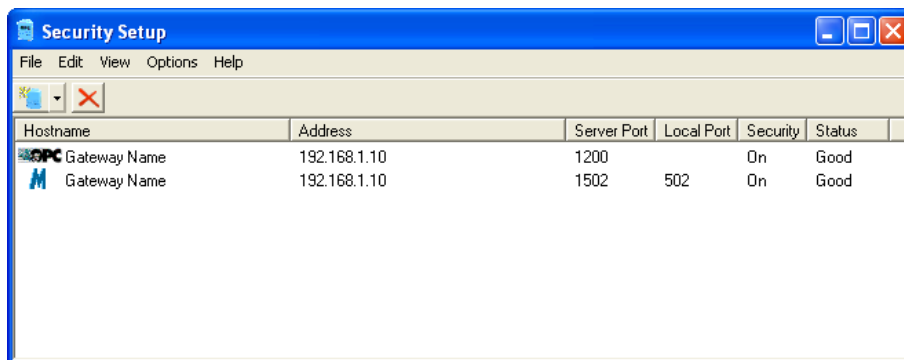 Security Setup
File Edit View Options Help
Hostname Address Server Port Local Port Security Status
OPC Gateway Name 192.168.1.10 1200 On Good
M Gateway Name 192.168.1.10 1502 502 On Good